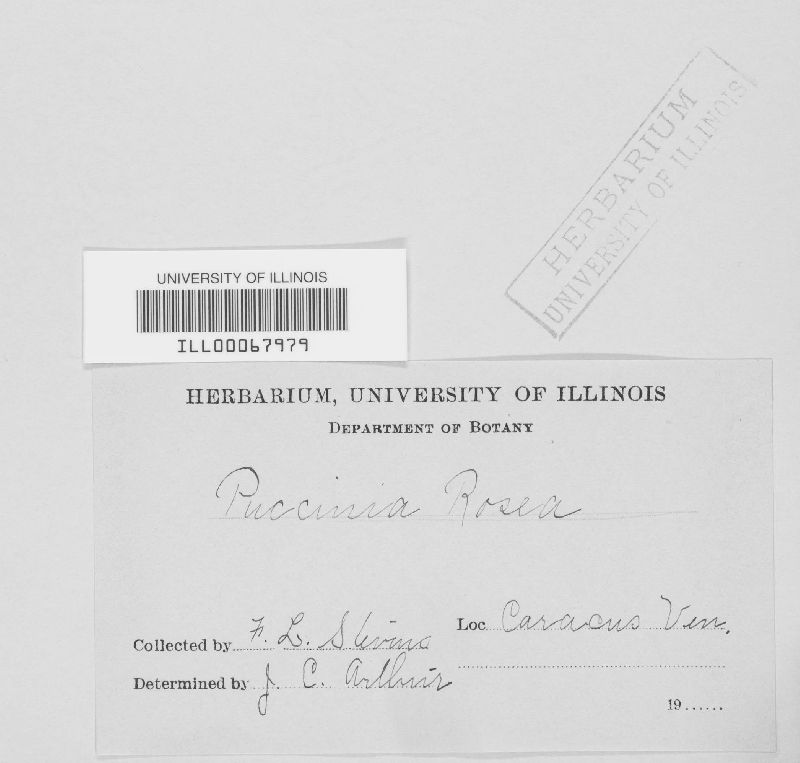 HERBARIUM
UNIVERSITY OF ILLINOIS
UNIVERSITY OF ILLINOIS
ILL00067979
HERBARIUM, UNIVERSITY OF ILLINOIS
DEPARTMENT OF BOTANY
Puccinia Rosea
Collected by F. L. Stevens
Loc Caracus Ven.
Determined by J. C. Arthur
19......